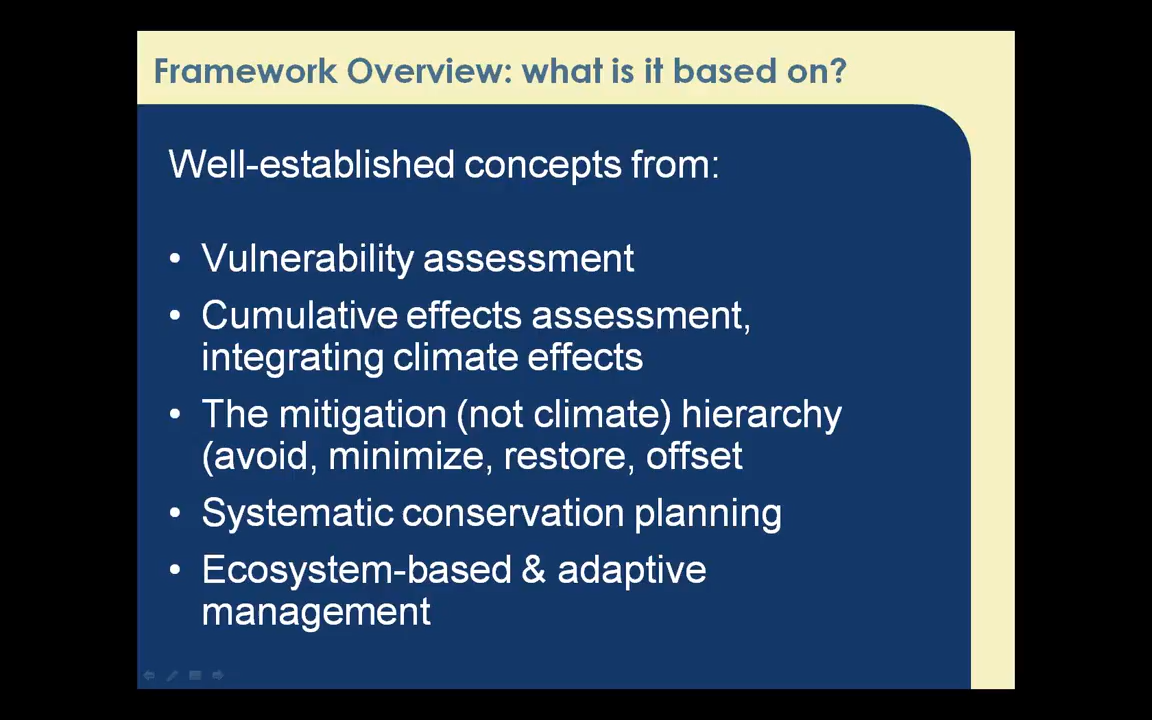 Framework Overview: what is it based on?
Well-established concepts from:
• Vulnerability assessment
• Cumulative effects assessment,
integrating climate effects
• The mitigation (not climate) hierarchy
(avoid, minimize, restore, offset
• Systematic conservation planning
• Ecosystem-based & adaptive
management